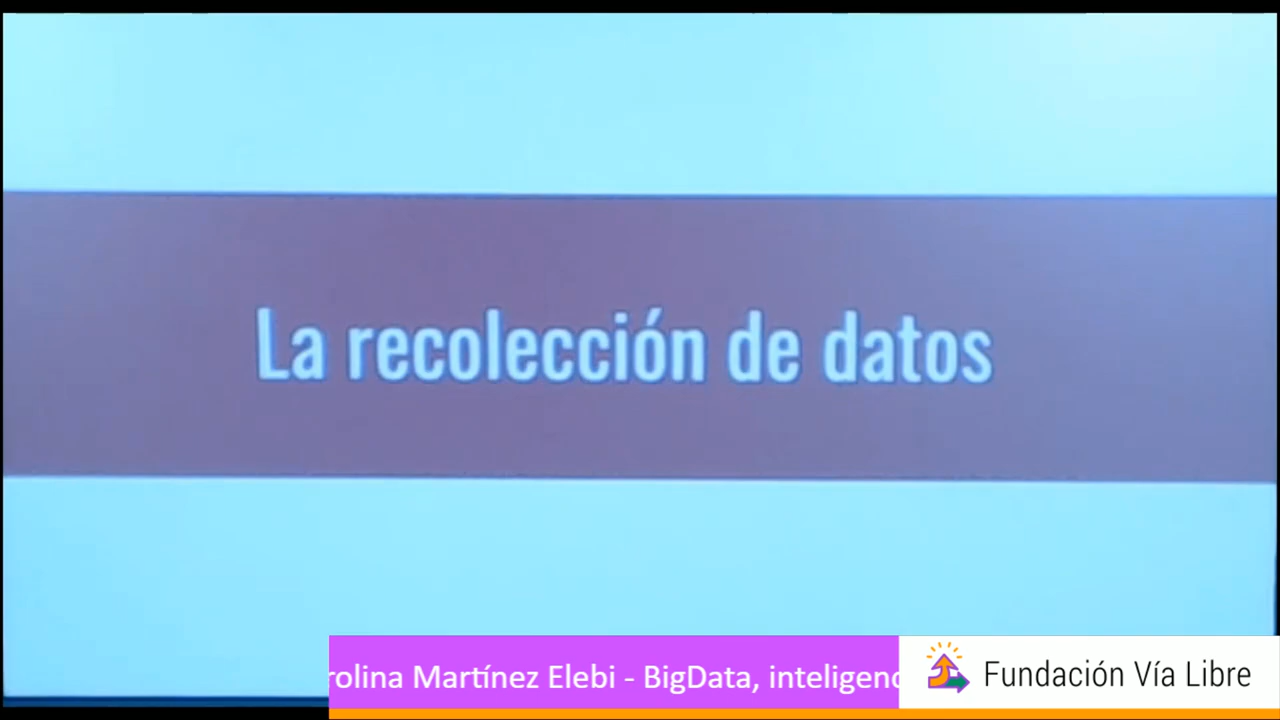 La recolección de datos
rolina Martínez Elebi - BigData, inteligenc
Fundación Vía Libre